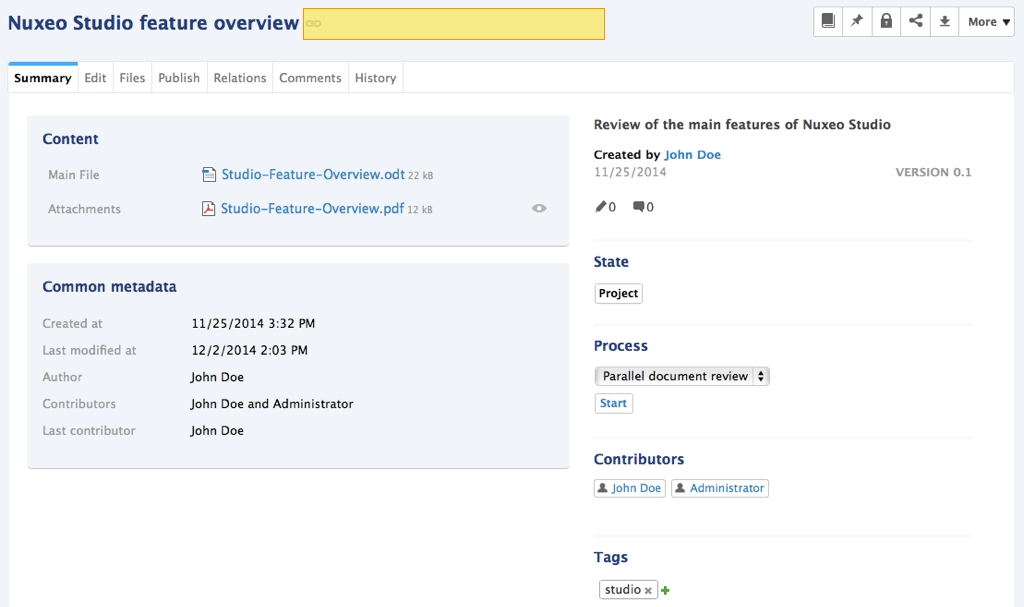 Nuxeo Studio feature overview
More
Summary Edit Files Publish Relations Comments History
Content
Main File Studio-Feature-Overview.odt 22 kB
Attachments Studio-Feature-Overview.pdf 12 kB
Common metadata
Created at 11/25/2014 3:32 PM
Last modified at 12/2/2014 2:03 PM
Author John Doe
Contributors John Doe and Administrator
Last contributor John Doe
Review of the main features of Nuxeo Studio
Created by John Doe
11/25/2014 VERSION 0.1
0 0
State
Project
Process
Parallel document review
Start
Contributors
John Doe Administrator
Tags
studio